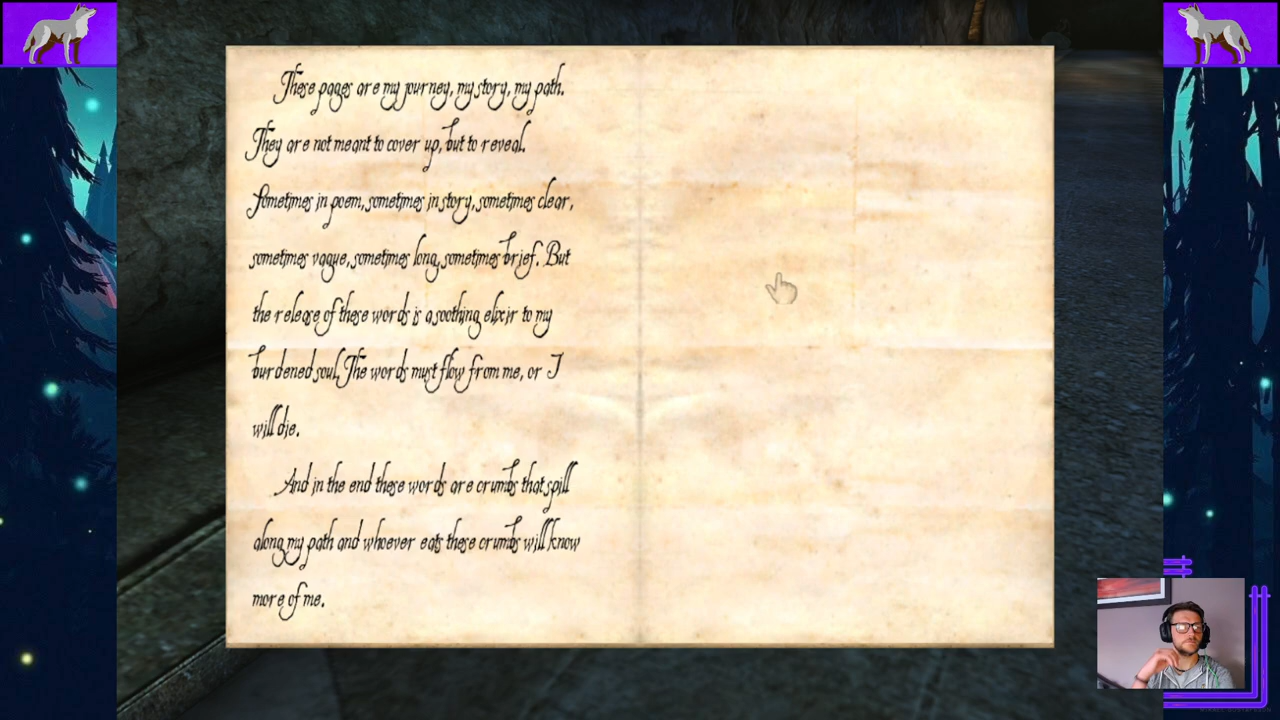 These pages are my journey, my story, my path.
They are not meant to cover up, but to reveal.
Sometimes in poem, sometimes in story, sometimes clear,
sometimes vague, sometimes long, sometimes brief. But
the release of these words is a soothing elixir to my
burdened soul. The words must flow from me, or I
will die.
And in the end these words are crumbs that spill
along my path and whoever eats these crumbs will know
more of me.